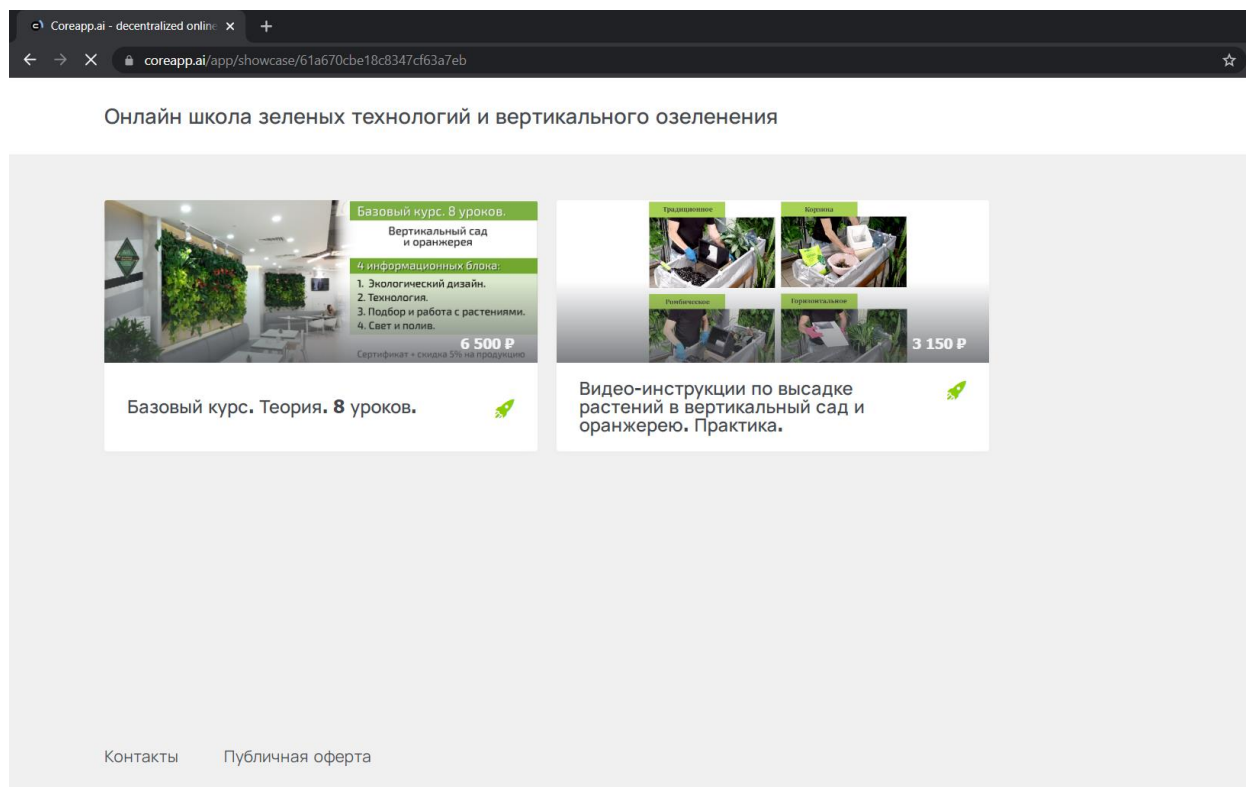 Coreapp.ai - decentralized online
coreapp.ai/app/showcase/61a670cbe18c8347cf63a7eb
Онлайн школа зеленых технологий и вертикального озеленения
Базовый курс. 8 уроков.
Вертикальный сад
и оранжерея
4 информационных блока:
1. Экологический дизайн.
2. Технология.
3. Подбор и работа с растениями.
4. Свет и полив.
6 500 ₽
Сертификат + скидка 5% на продукцию
Базовый курс. Теория. 8 уроков.
Традиционное Корзина
Ромбическое Горизонтальное
3 150 ₽
Видео-инструкции по высадке
растений в вертикальный сад и
оранжерею. Практика.
Контакты Публичная оферта